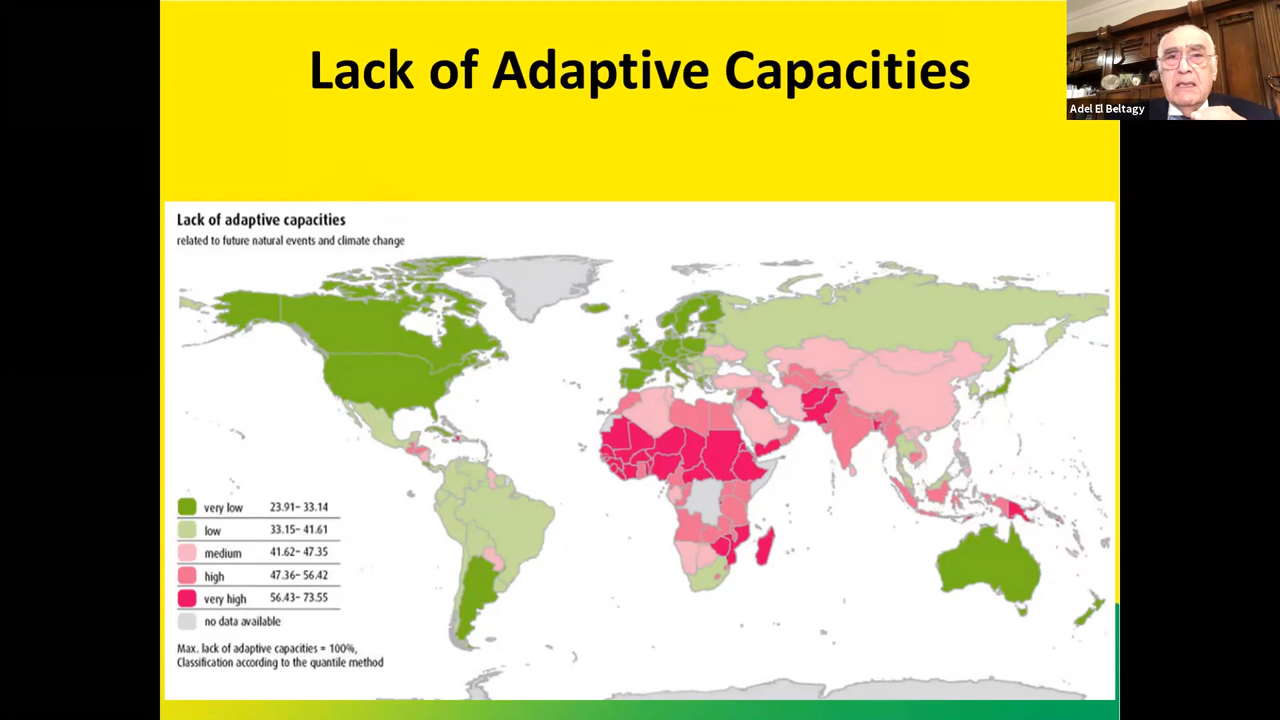 Lack of Adaptive Capacities
Adel El Beltagy
Lack of adaptive capacities
related to future natural events and climate change
very low 23.91– 33.14
low 33.15– 41.61
medium 41.62– 47.35
high 47.36– 56.42
very high 56.43– 73.55
no data available
Max. lack of adaptive capacities = 100%,
Classification according to the quantile method